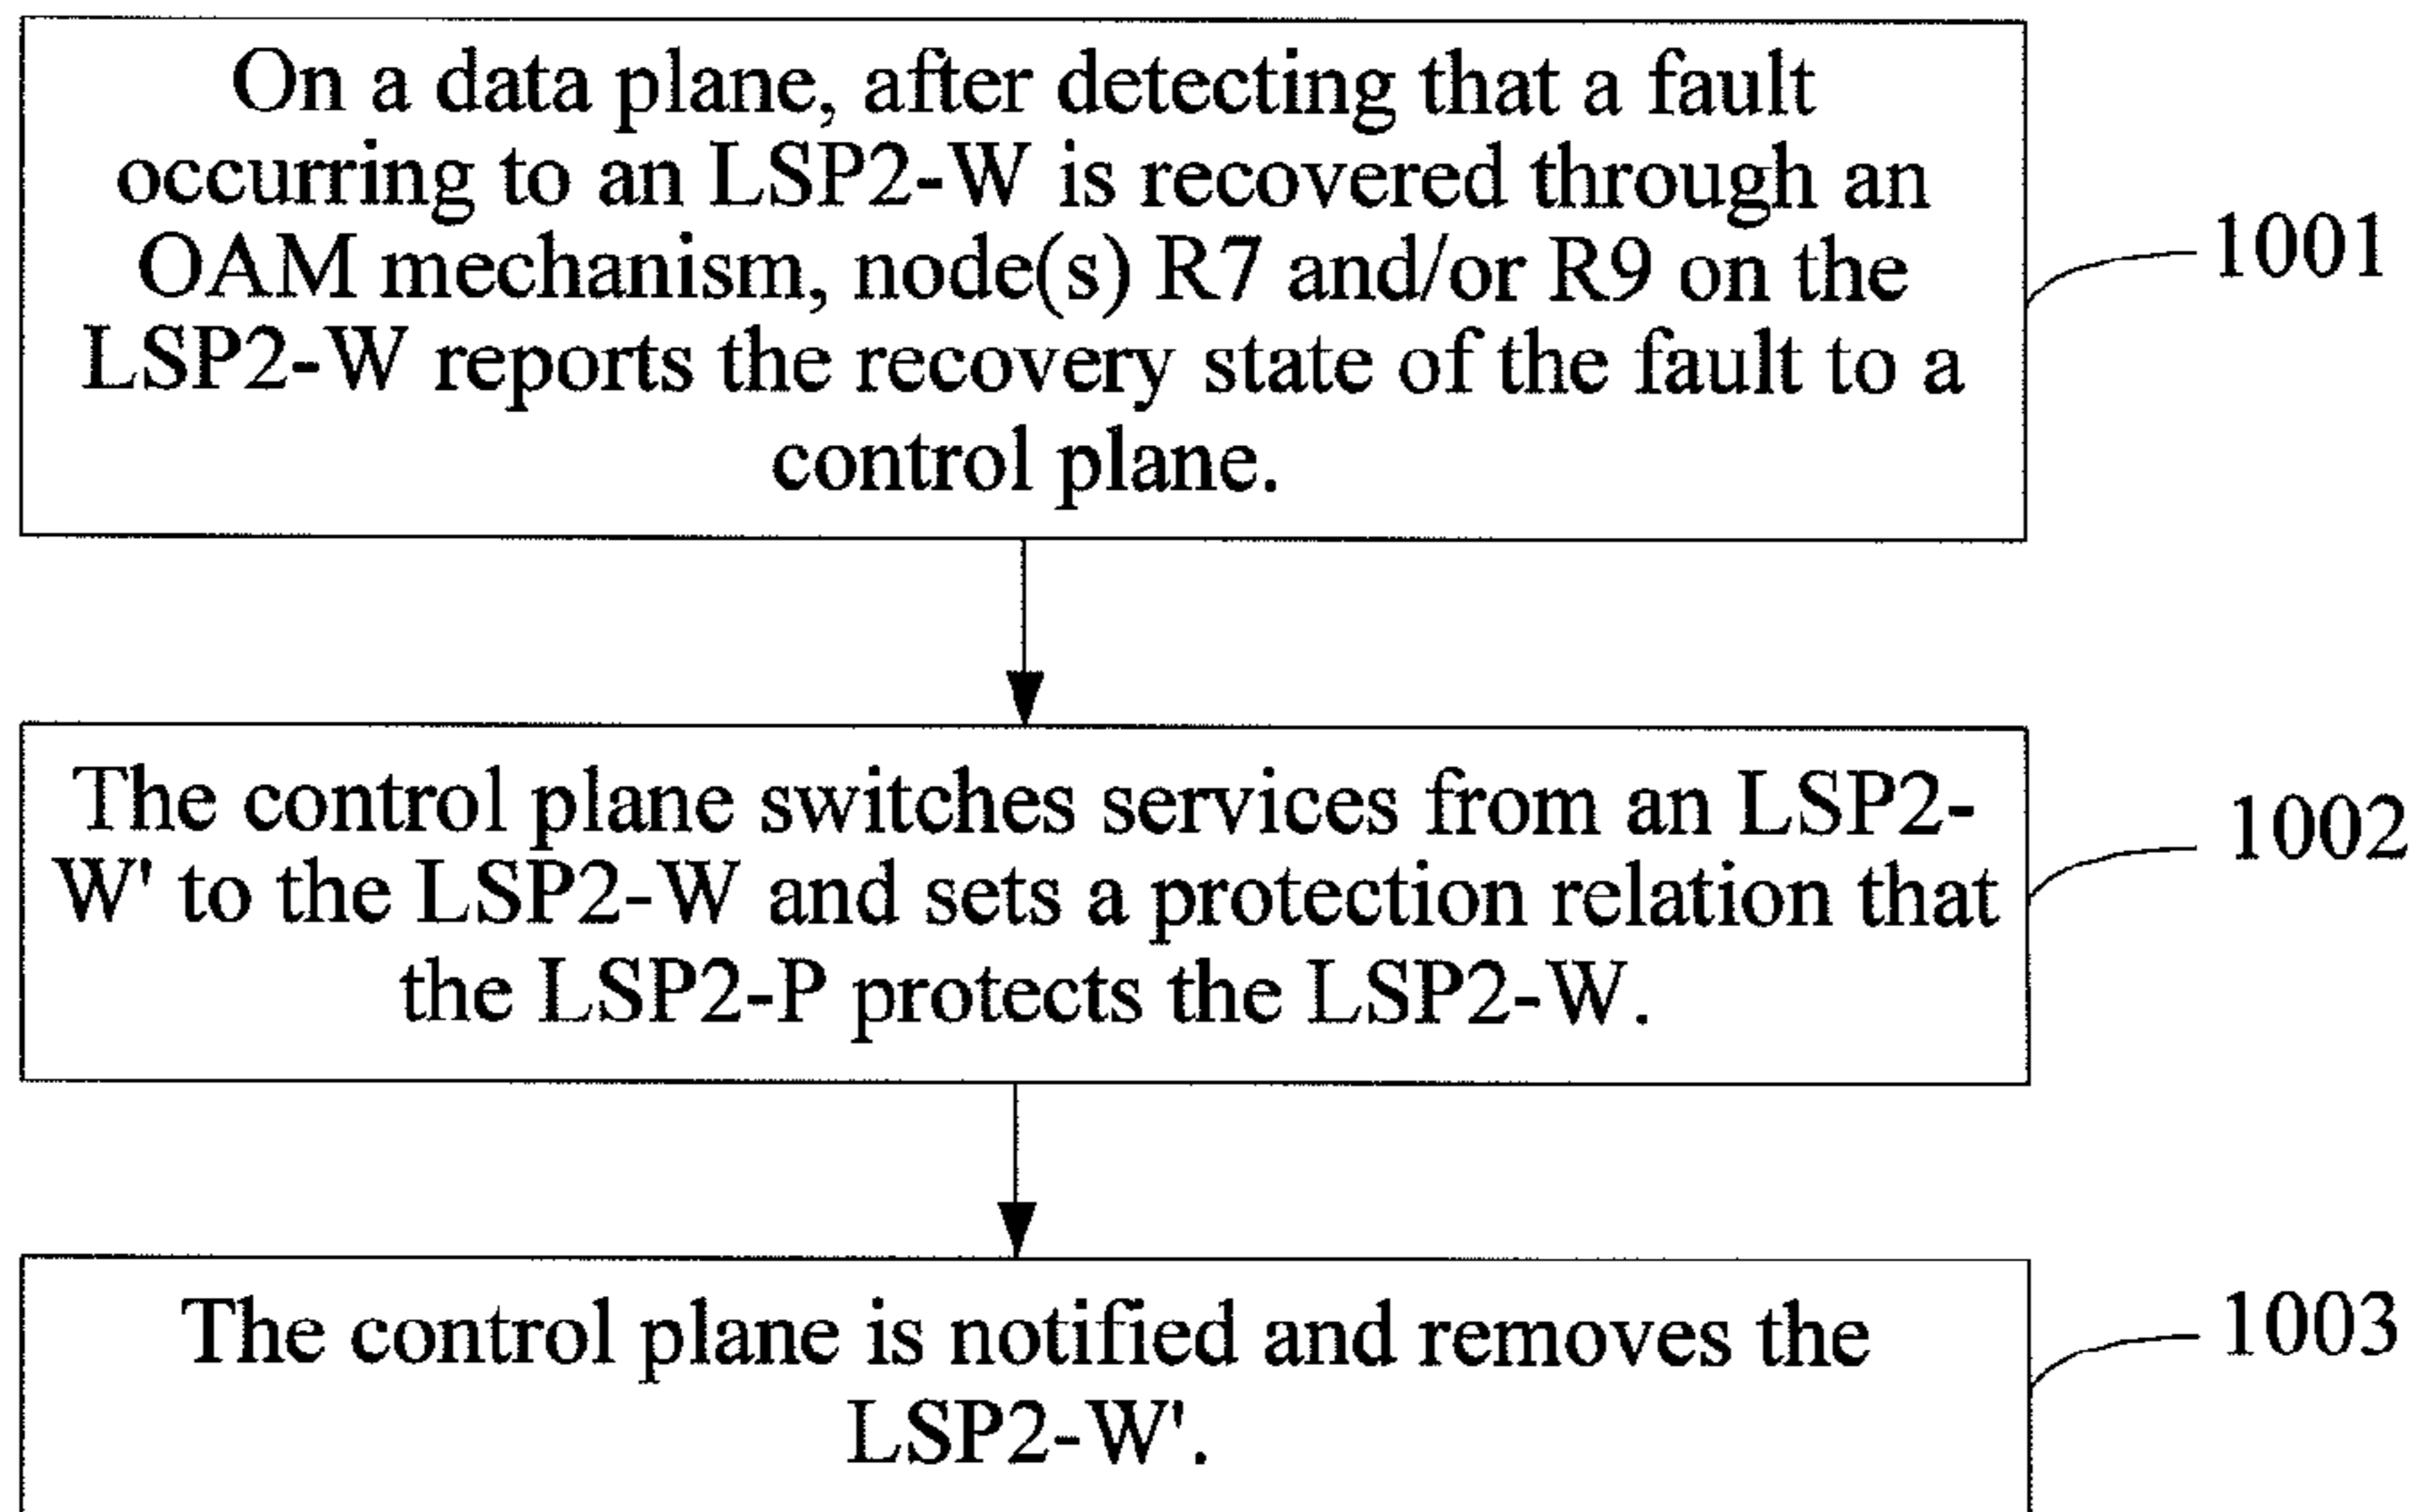 On a data plane, after detecting that a fault
occurring to an LSP2-W is recovered through an
OAM mechanism, node(s) R7 and/or R9 on the
LSP2-W reports the recovery state of the fault to a
control plane.
1001
The control plane switches services from an LSP2-
W' to the LSP2-W and sets a protection relation that
the LSP2-P protects the LSP2-W.
1002
The control plane is notified and removes the
LSP2-W'.
1003